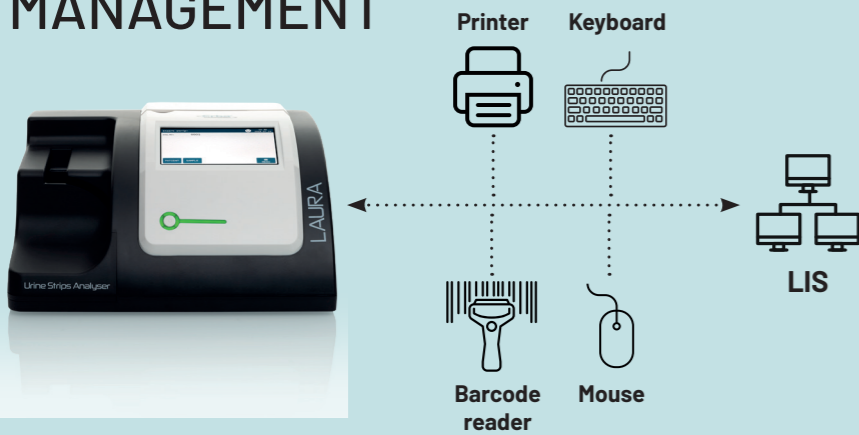 MANAGEMENT
Printer
Keyboard
LAURA
Urine Strips Analyser
LIS
Barcode
reader
Mouse